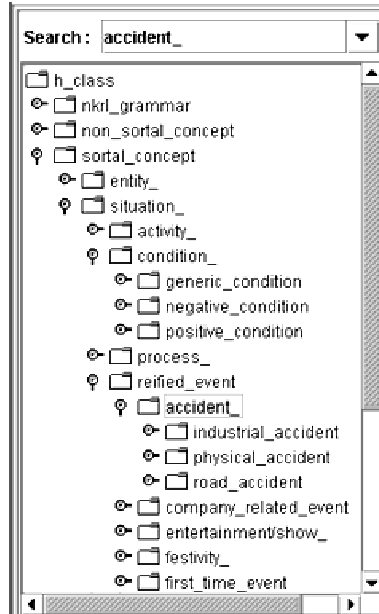 Search : accident_
h_class
nkrl_grammar
non_sortal_concept
sortal_concept
entity_
situation_
activity_
condition_
generic_condition
negative_condition
positive_condition
process_
reified_event
accident_
industrial_accident
physical_accident
road_accident
company_related_event
entertainment/show_
festivity_
first_time_event